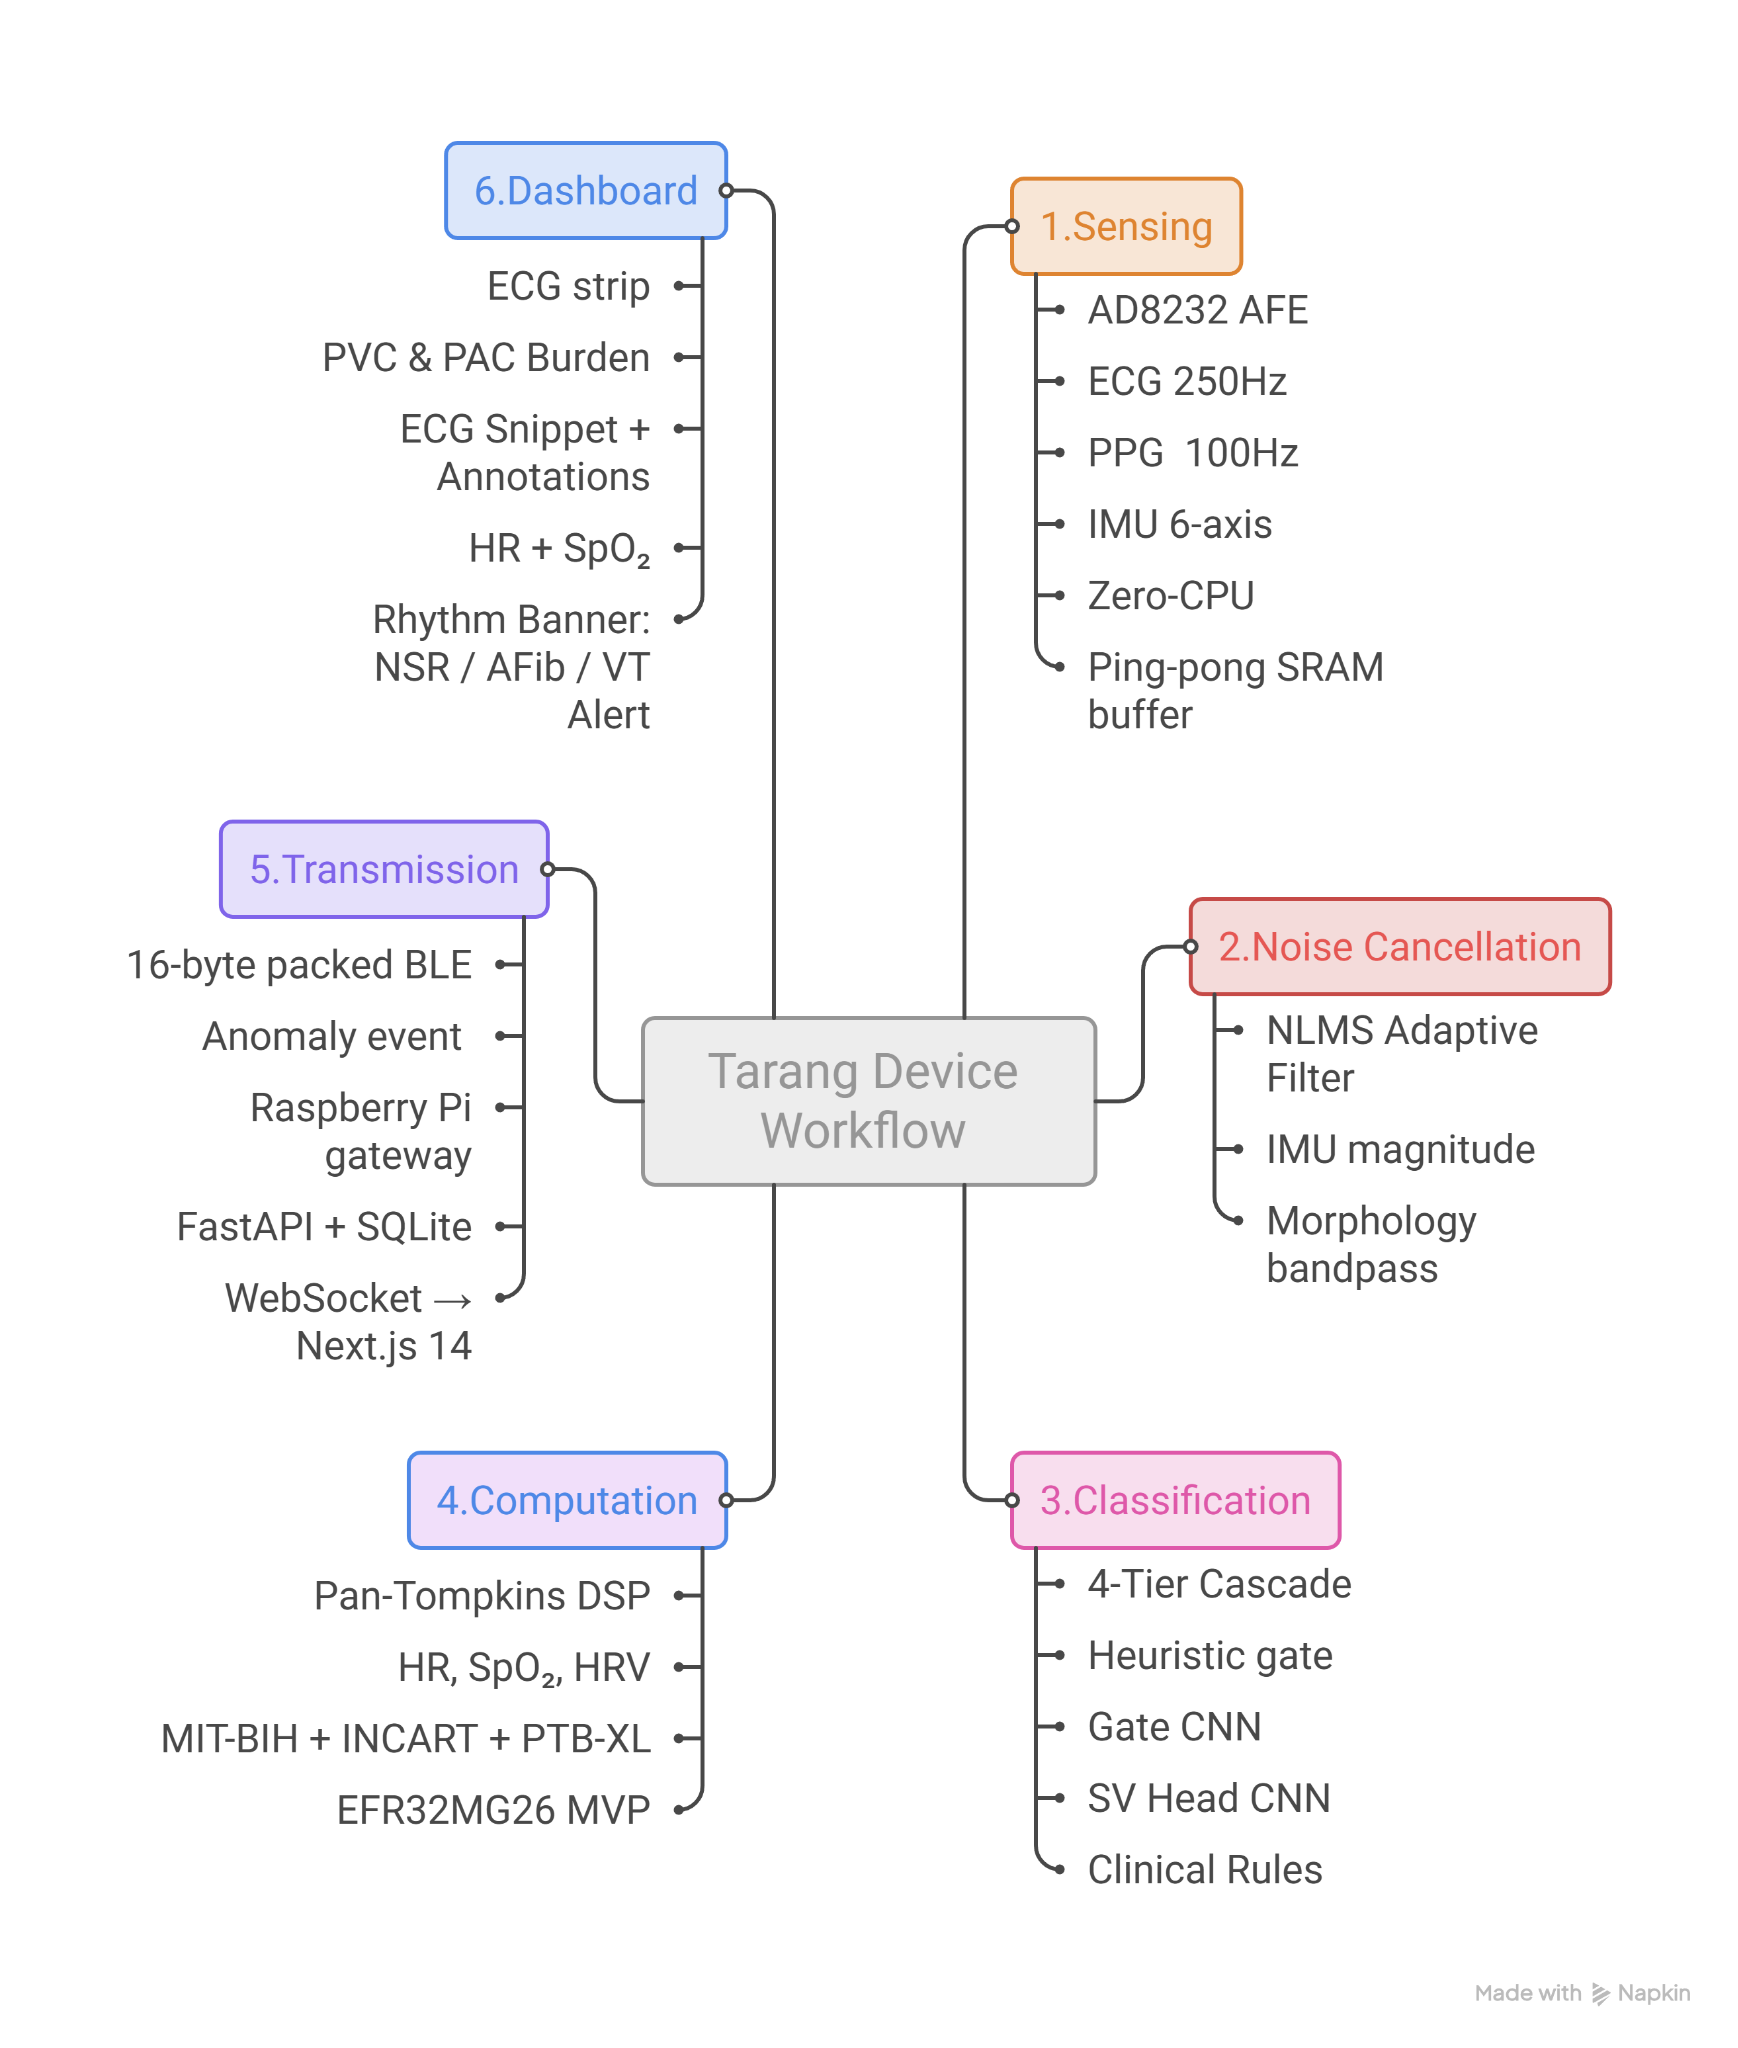 Tarang Device
Workflow
1.Sensing
AD8232 AFE
ECG 250Hz
PPG  100Hz
IMU 6-axis
Zero-CPU
Ping-pong SRAM
buffer
2.Noise Cancellation
NLMS Adaptive
Filter
IMU magnitude
Morphology
bandpass
3.Classification
4-Tier Cascade
Heuristic gate
Gate CNN
SV Head CNN
Clinical Rules
4.Computation
Pan-Tompkins DSP
HR, SpO₂, HRV
MIT-BIH + INCART + PTB-XL
EFR32MG26 MVP
5.Transmission
16-byte packed BLE
Anomaly event
Raspberry Pi
gateway
FastAPI + SQLite
WebSocket →
Next.js 14
6.Dashboard
ECG strip
PVC & PAC Burden
ECG Snippet +
Annotations
HR + SpO₂
Rhythm Banner:
NSR / AFib / VT
Alert
Made with Napkin